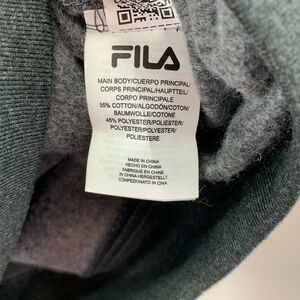 FILA
MAIN BODY/CUERPO PRINCIPAL/
CORPS PRINCIPAL/HAUPTTEIL/
CORPO PRINCIPALE
55% COTTON/ALGODÓN/COTON/
BAUMWOLLE/COTONE
45% POLYESTER/POLIESTER/
POLYESTER/POLYESTER/
POLIESTERE
MADE IN CHINA
HECHO EN CHINA
FABRIQUÉ EN CHINE
IN CHINA HERGESTELLT
CONFEZIONATO IN CINA